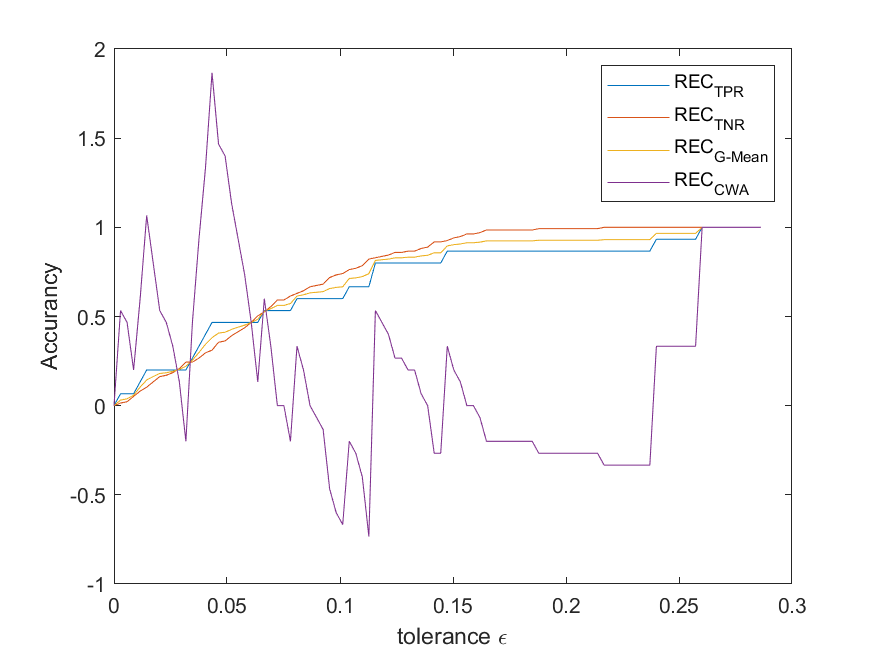 2
1.5
1
0.5
0
-0.5
-1
0 0.05 0.1 0.15 0.2 0.25 0.3
Accurancy
tolerance ϵ
REC_TPR
REC_TNR
REC_G-Mean
REC_CWA